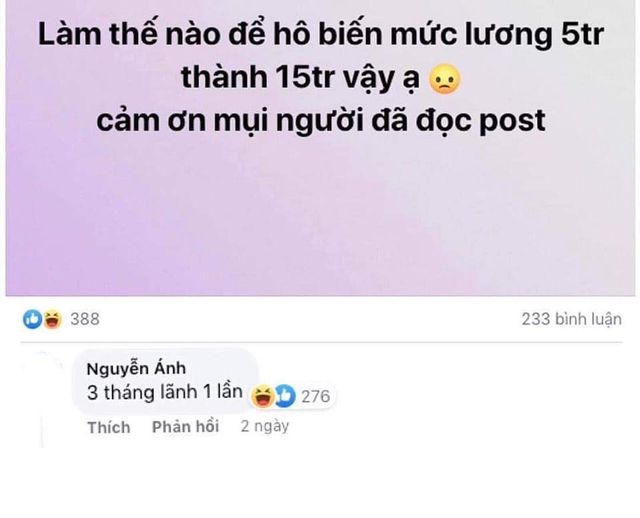 Làm thế nào để hô biến mức lương 5tr
thành 15tr vậy ạ 😞
cảm ơn mụi người đã đọc post
388
233 bình luận
Nguyễn Ánh
3 tháng lãnh 1 lần
276
Thích Phản hồi 2 ngày